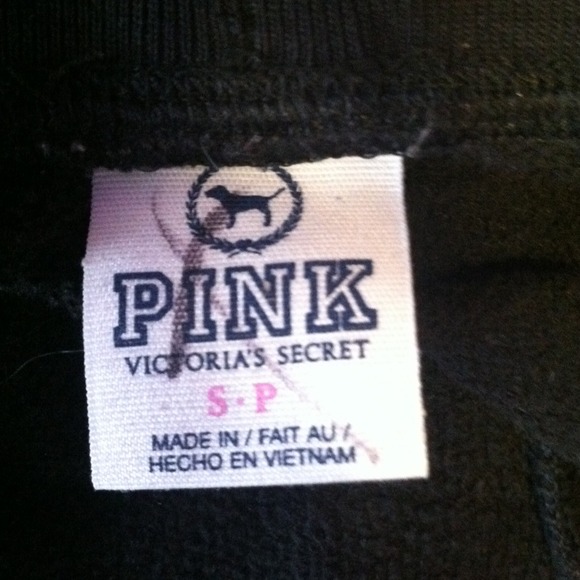 PINK
VICTORIA'S SECRET
S·P
MADE IN / FAIT AU /
HECHO EN VIETNAM